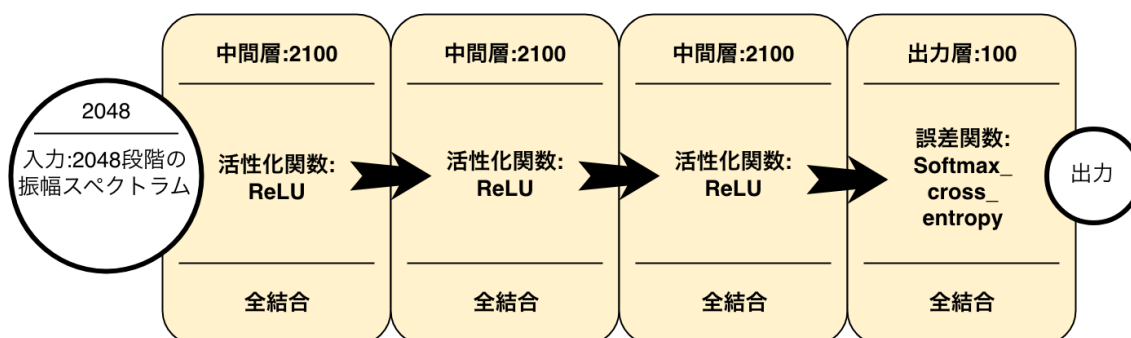 2048
入力:2048段階の
振幅スペクトラム
中間層:2100
活性化関数:
ReLU
全結合
中間層:2100
活性化関数:
ReLU
全結合
中間層:2100
活性化関数:
ReLU
全結合
出力層:100
誤差関数:
Softmax_
cross_
entropy
全結合
出力